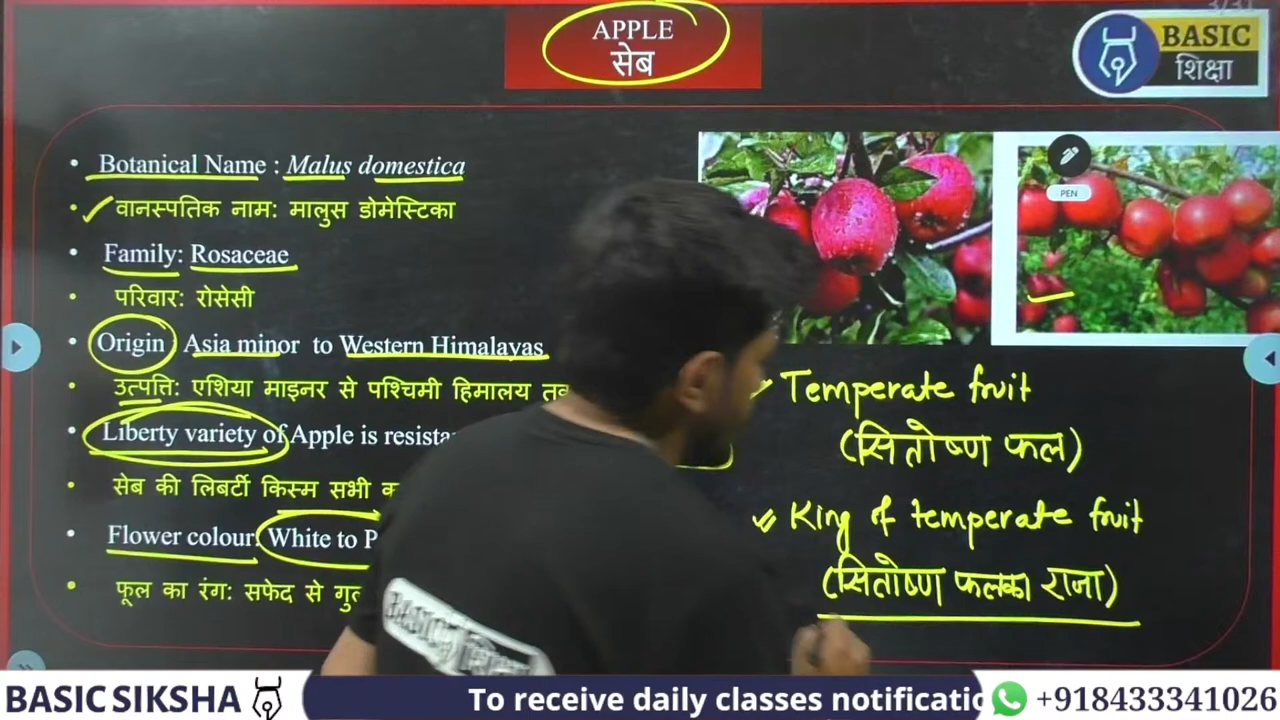 APPLE
सेब
BASIC
शिक्षा
• Botanical Name : Malus domestica
• वानस्पतिक नाम: मालुस डोमेस्टिका
• Family: Rosaceae
• परिवार: रोसेसी
• Origin : Asia minor to Western Himalayas
• उत्पत्ति: एशिया माइनर से पश्चिमी हिमालय
• Liberty variety of Apple is
• सेब की लिबर्टी किस्म सभी
• Flower colour White to
• फूल का रंग: सफेद से
PEN
Temperate fruit
(सितोष्ण फल)
King of temperate fruit
(सितोष्ण फलका राजा)
BASIC SIKSHA
To receive daily classes
+918433341026